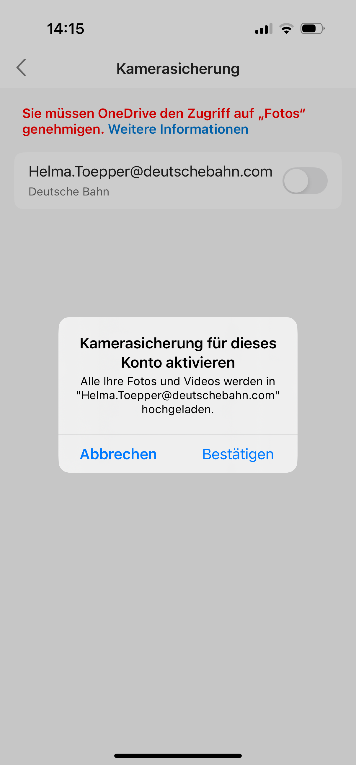 14:15
Kamerasicherung
Sie müssen OneDrive den Zugriff auf „Fotos“
genehmigen. Weitere Informationen
Helma.Toepper@deutschebahn.com
Deutsche Bahn
Kamerasicherung für dieses
Konto aktivieren
Alle Ihre Fotos und Videos werden in
"Helma.Toepper@deutschebahn.com"
hochgeladen.
Abbrechen Bestätigen